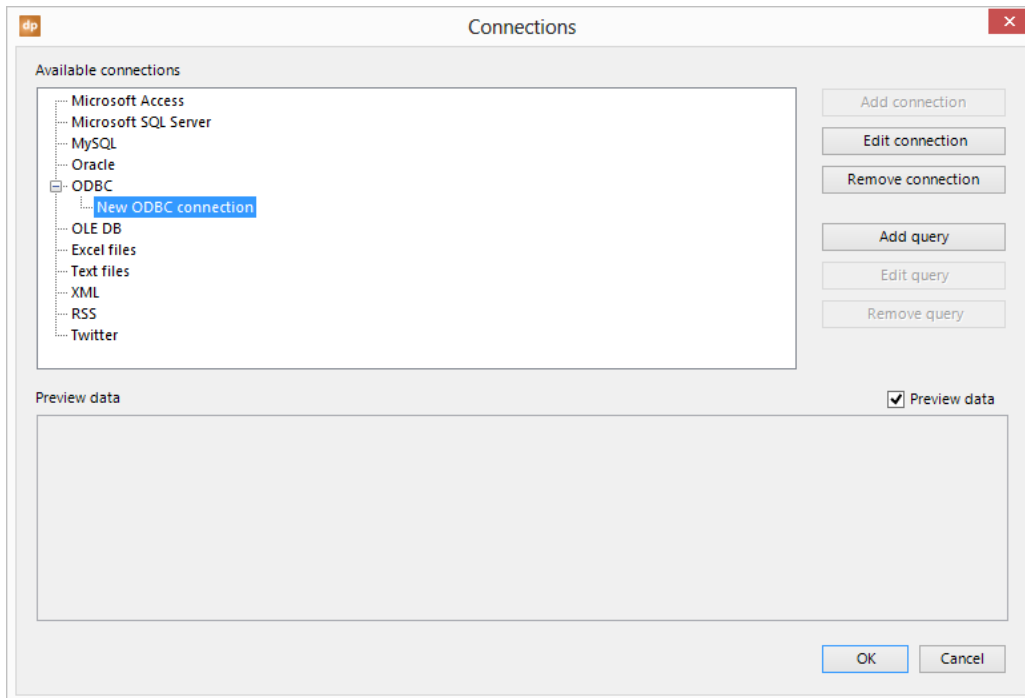 dp
Connections
Available connections
Microsoft Access
Microsoft SQL Server
MySQL
Oracle
ODBC
New ODBC connection
OLE DB
Excel files
Text files
XML
RSS
Twitter
Add connection
Edit connection
Remove connection
Add query
Edit query
Remove query
Preview data
Preview data
OK
Cancel